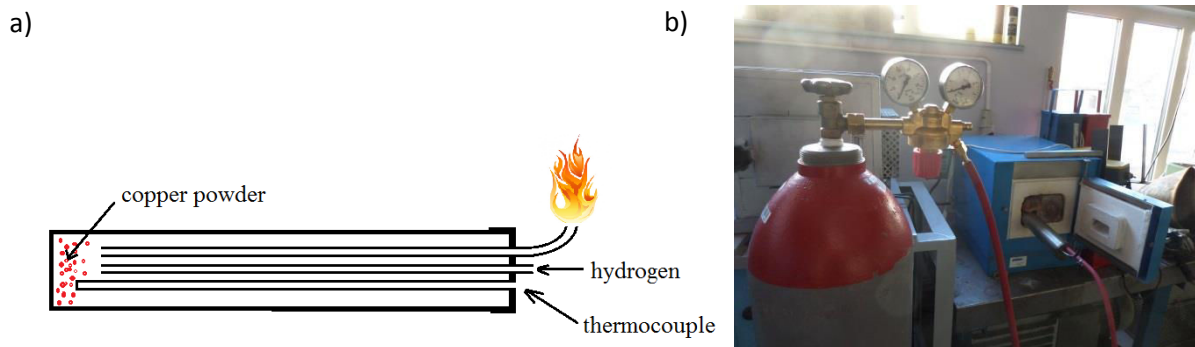 a)
b)
copper powder
hydrogen
thermocouple